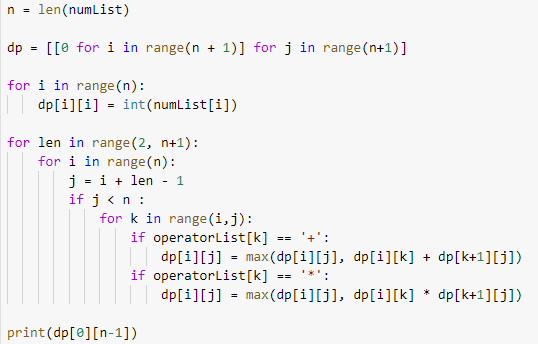 n = len(numList)
dp = [[0 for i in range(n + 1)] for j in range(n+1)]
for i in range(n):
    dp[i][i] = int(numList[i])
for len in range(2, n+1):
    for i in range(n):
        j = i + len - 1
        if j < n :
            for k in range(i,j):
                if operatorList[k] == '+':
                    dp[i][j] = max(dp[i][j], dp[i][k] + dp[k+1][j])
                if operatorList[k] == '*':
                    dp[i][j] = max(dp[i][j], dp[i][k] * dp[k+1][j])
print(dp[0][n-1])